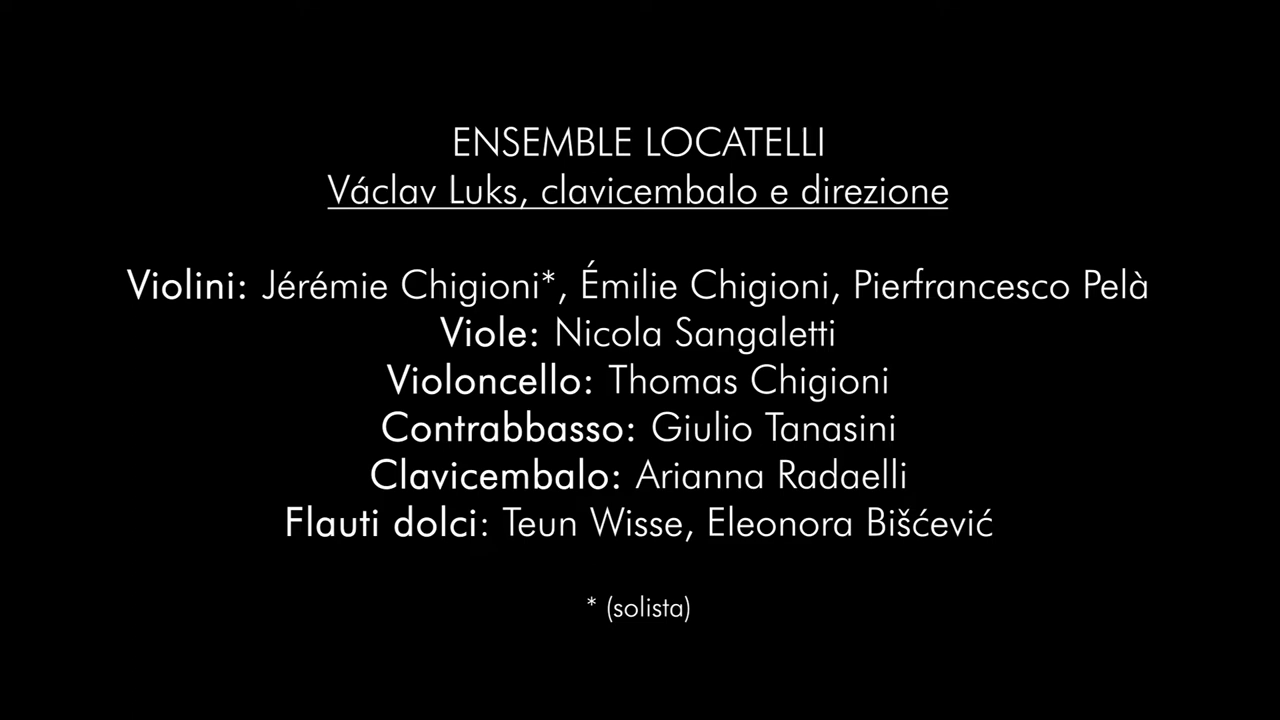 ENSEMBLE LOCATELLI
Václav Luks, clavicembalo e direzione
Violini: Jérémie Chigioni*, Émilie Chigioni, Pierfrancesco Pelà
Viole: Nicola Sangaletti
Violoncello: Thomas Chigioni
Contrabbasso: Giulio Tanasini
Clavicembalo: Arianna Radaelli
Flauti dolci: Teun Wisse, Eleonora Bišćević
* (solista)